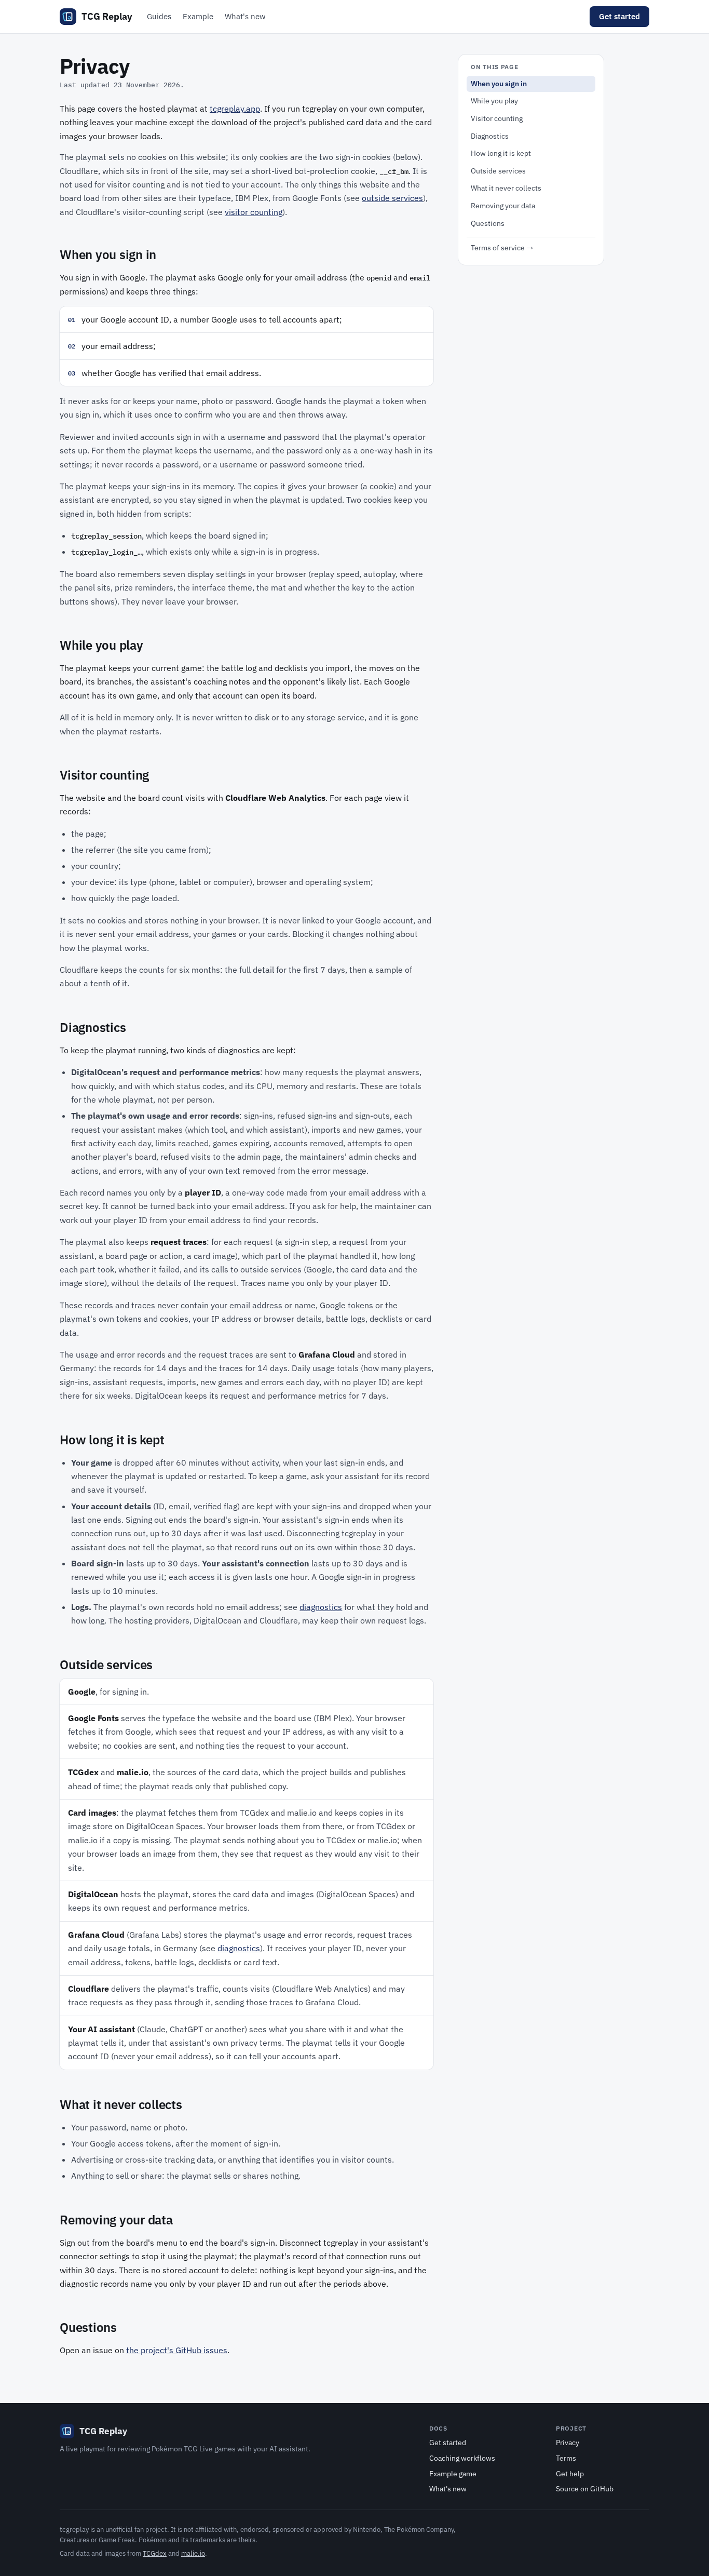 TCG Replay
Guides
Example
What's new
Get started
Privacy
Last updated 23 November 2026.
This page covers the hosted playmat at tcgreplay.app. If you run tcgreplay on your own computer,
nothing leaves your machine except the download of the project's published card data and the card
images your browser loads.
The playmat sets no cookies on this website; its only cookies are the two sign-in cookies (below).
Cloudflare, which sits in front of the site, may set a short-lived bot-protection cookie, __cf_bm. It is
not used for visitor counting and is not tied to your account. The only things this website and the
board load from other sites are their typeface, IBM Plex, from Google Fonts (see outside services),
and Cloudflare's visitor-counting script (see visitor counting).
When you sign in
You sign in with Google. The playmat asks Google only for your email address (the openid and email
permissions) and keeps three things:
01 your Google account ID, a number Google uses to tell accounts apart;
02 your email address;
03 whether Google has verified that email address.
It never asks for or keeps your name, photo or password. Google hands the playmat a token when
you sign in, which it uses once to confirm who you are and then throws away.
Reviewer and invited accounts sign in with a username and password that the playmat's operator
sets up. For them the playmat keeps the username, and the password only as a one-way hash in its
settings; it never records a password, or a username or password someone tried.
The playmat keeps your sign-ins in its memory. The copies it gives your browser (a cookie) and your
assistant are encrypted, so you stay signed in when the playmat is updated. Two cookies keep you
signed in, both hidden from scripts:
• tcgreplay_session, which keeps the board signed in;
• tcgreplay_login_…, which exists only while a sign-in is in progress.
The board also remembers seven display settings in your browser (replay speed, autoplay, where
the panel sits, prize reminders, the interface theme, the mat and whether the key to the action
buttons shows). They never leave your browser.
While you play
The playmat keeps your current game: the battle log and decklists you import, the moves on the
board, its branches, the assistant's coaching notes and the opponent's likely list. Each Google
account has its own game, and only that account can open its board.
All of it is held in memory only. It is never written to disk or to any storage service, and it is gone
when the playmat restarts.
Visitor counting
The website and the board count visits with Cloudflare Web Analytics. For each page view it
records:
• the page;
• the referrer (the site you came from);
• your country;
• your device: its type (phone, tablet or computer), browser and operating system;
• how quickly the page loaded.
It sets no cookies and stores nothing in your browser. It is never linked to your Google account, and
it is never sent your email address, your games or your cards. Blocking it changes nothing about
how the playmat works.
Cloudflare keeps the counts for six months: the full detail for the first 7 days, then a sample of
about a tenth of it.
Diagnostics
To keep the playmat running, two kinds of diagnostics are kept:
• DigitalOcean's request and performance metrics: how many requests the playmat answers,
how quickly, and with which status codes, and its CPU, memory and restarts. These are totals
for the whole playmat, not per person.
• The playmat's own usage and error records: sign-ins, refused sign-ins and sign-outs, each
request your assistant makes (which tool, and which assistant), imports and new games, your
first activity each day, limits reached, games expiring, accounts removed, attempts to open
another player's board, refused visits to the admin page, the maintainers' admin checks and
actions, and errors, with any of your own text removed from the error message.
Each record names you only by a player ID, a one-way code made from your email address with a
secret key. It cannot be turned back into your email address. If you ask for help, the maintainer can
work out your player ID from your email address to find your records.
The playmat also keeps request traces: for each request (a sign-in step, a request from your
assistant, a board page or action, a card image), which part of the playmat handled it, how long
each part took, whether it failed, and its calls to outside services (Google, the card data and the
image store), without the details of the request. Traces name you only by your player ID.
These records and traces never contain your email address or name, Google tokens or the
playmat's own tokens and cookies, your IP address or browser details, battle logs, decklists or card
data.
The usage and error records and the request traces are sent to Grafana Cloud and stored in
Germany: the records for 14 days and the traces for 14 days. Daily usage totals (how many players,
sign-ins, assistant requests, imports, new games and errors each day, with no player ID) are kept
there for six weeks. DigitalOcean keeps its request and performance metrics for 7 days.
How long it is kept
• Your game is dropped after 60 minutes without activity, when your last sign-in ends, and
whenever the playmat is updated or restarted. To keep a game, ask your assistant for its record
and save it yourself.
• Your account details (ID, email, verified flag) are kept with your sign-ins and dropped when your
last one ends. Signing out ends the board's sign-in. Your assistant's sign-in ends when its
connection runs out, up to 30 days after it was last used. Disconnecting tcgreplay in your
assistant does not tell the playmat, so that record runs out on its own within those 30 days.
• Board sign-in lasts up to 30 days. Your assistant's connection lasts up to 30 days and is
renewed while you use it; each access it is given lasts one hour. A Google sign-in in progress
lasts up to 10 minutes.
• Logs. The playmat's own records hold no email address; see diagnostics for what they hold and
how long. The hosting providers, DigitalOcean and Cloudflare, may keep their own request logs.
Outside services
Google, for signing in.
Google Fonts serves the typeface the website and the board use (IBM Plex). Your browser
fetches it from Google, which sees that request and your IP address, as with any visit to a
website; no cookies are sent, and nothing ties the request to your account.
TCGdex and malie.io, the sources of the card data, which the project builds and publishes
ahead of time; the playmat reads only that published copy.
Card images: the playmat fetches them from TCGdex and malie.io and keeps copies in its
image store on DigitalOcean Spaces. Your browser loads them from there, or from TCGdex or
malie.io if a copy is missing. The playmat sends nothing about you to TCGdex or malie.io; when
your browser loads an image from them, they see that request as they would any visit to their
site.
DigitalOcean hosts the playmat, stores the card data and images (DigitalOcean Spaces) and
keeps its own request and performance metrics.
Grafana Cloud (Grafana Labs) stores the playmat's usage and error records, request traces
and daily usage totals, in Germany (see diagnostics). It receives your player ID, never your
email address, tokens, battle logs, decklists or card text.
Cloudflare delivers the playmat's traffic, counts visits (Cloudflare Web Analytics) and may
trace requests as they pass through it, sending those traces to Grafana Cloud.
Your AI assistant (Claude, ChatGPT or another) sees what you share with it and what the
playmat tells it, under that assistant's own privacy terms. The playmat tells it your Google
account ID (never your email address), so it can tell your accounts apart.
What it never collects
• Your password, name or photo.
• Your Google access tokens, after the moment of sign-in.
• Advertising or cross-site tracking data, or anything that identifies you in visitor counts.
• Anything to sell or share: the playmat sells or shares nothing.
Removing your data
Sign out from the board's menu to end the board's sign-in. Disconnect tcgreplay in your assistant's
connector settings to stop it using the playmat; the playmat's record of that connection runs out
within 30 days. There is no stored account to delete: nothing is kept beyond your sign-ins, and the
diagnostic records name you only by your player ID and run out after the periods above.
Questions
Open an issue on the project's GitHub issues.
ON THIS PAGE
When you sign in
While you play
Visitor counting
Diagnostics
How long it is kept
Outside services
What it never collects
Removing your data
Questions
Terms of service →
TCG Replay
A live playmat for reviewing Pokémon TCG Live games with your AI assistant.
DOCS
Get started
Coaching workflows
Example game
What's new
PROJECT
Privacy
Terms
Get help
Source on GitHub
tcgreplay is an unofficial fan project. It is not affiliated with, endorsed, sponsored or approved by Nintendo, The Pokémon Company,
Creatures or Game Freak. Pokémon and its trademarks are theirs.
Card data and images from TCGdex and malie.io.